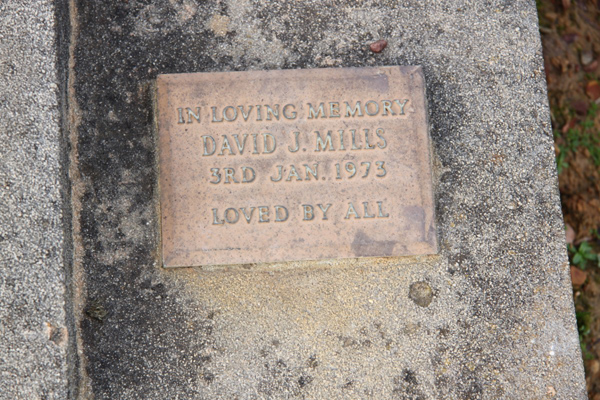 IN LOVING MEMORY.
DAVID J. MILLS
3RD JAN. 1973
LOVED BY ALL